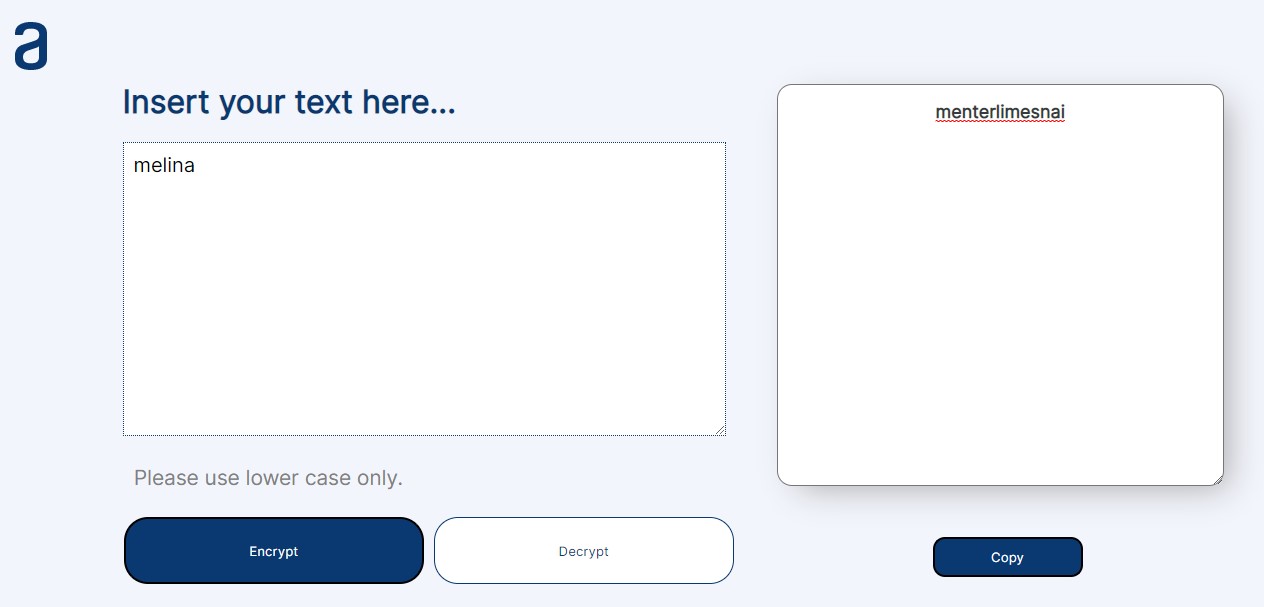 a
Insert your text here...
melina
Please use lower case only.
Encrypt
Decrypt
menterlimesnai
Copy